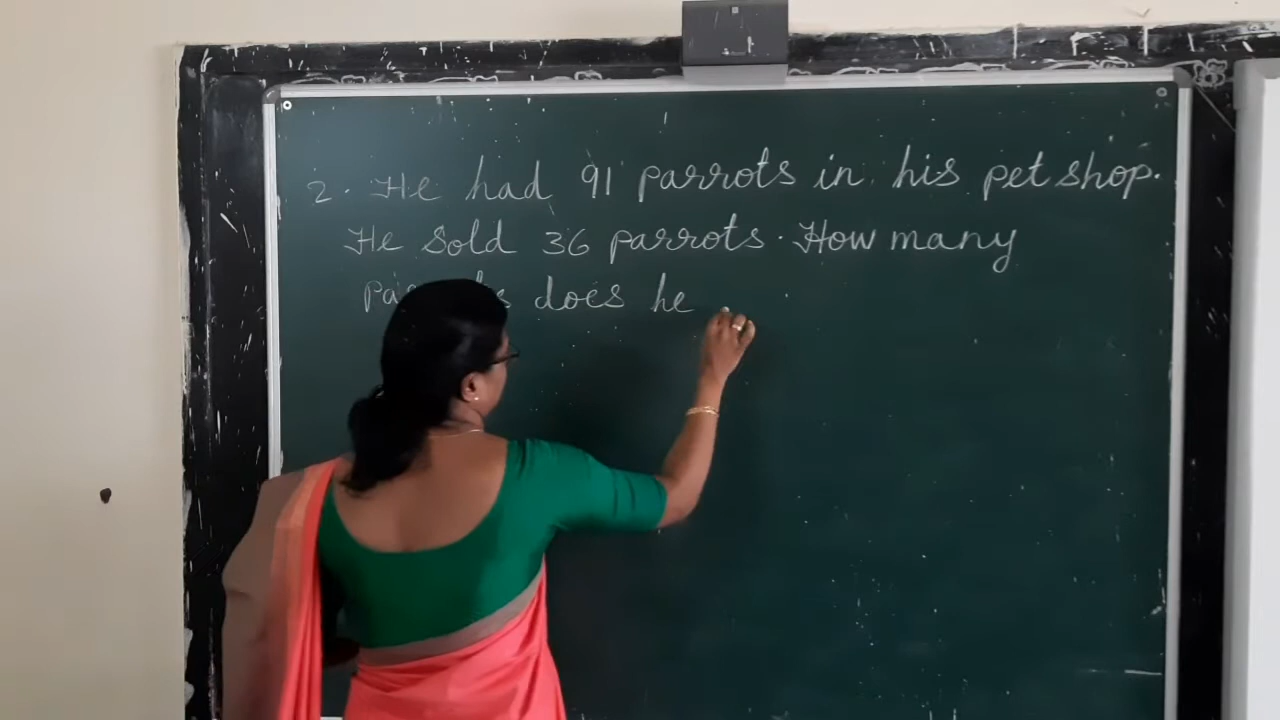 2. He had 91 parrots in his pet shop.
He sold 36 parrots. How many
does he